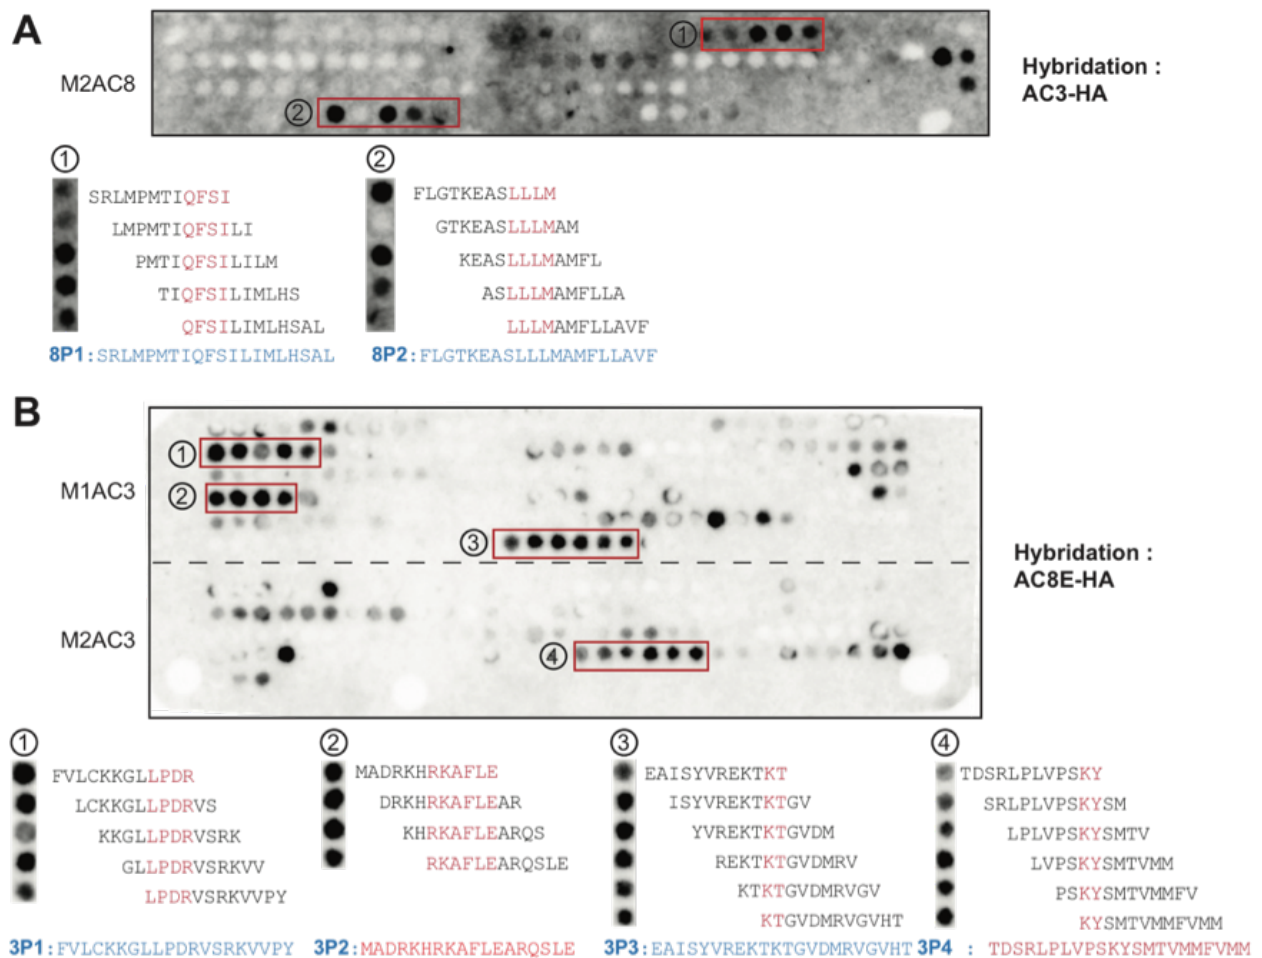 A
M2AC8
①
②
Hybridation :
AC3-HA
①
SRLMPMTIQFSI
LMPMTIQFSILI
PMTIQFSILILM
TIQFSILIMLHS
QFSILIMLHSAL
8P1:SRLMPMTIQFSILIMLHSAL
②
FLGTKEASLLLM
GTKEASLLLMAM
KEASLLLMAMFL
ASLLLMAMFLLA
LLLMAMFLLAVF
8P2:FLGTKEASLLLMAMFLLAVF
B
M1AC3
①
②
③
M2AC3
④
Hybridation :
AC8E-HA
①
FVLCKKGLLPDR
LCKKGLLPDRVS
KKGLLPDRVSRK
GLLPDRVSRKVV
LPDRVSRKVVPY
3P1:FVLCKKGLLPDRVSRKVVPY
②
MADRKHRKAFLE
DRKHRKAFLEAR
KHRKAFLEARQS
RKAFLEARQSLE
3P2:MADRKHRKAFLEARQSLE
③
EAISYVREKTKT
ISYVREKTKTGV
YVREKTKTGVDM
REKTKTGVDMRV
KTKTGVDMRVGV
KTGVDMRVGVHT
3P3:EAISYVREKTKTGVDMRVGVHT
④
TDSRLPLVPSKY
SRLPLVPSKYSM
LPLVPSKYSMTV
LVPSKYSMTVMM
PSKYSMTVMMFV
KYSMTVMMFVMM
3P4 : TDSRLPLVPSKYSMTVMMFVMM